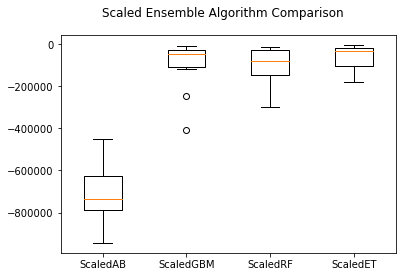 Scaled Ensemble Algorithm Comparison
0
−200000
−400000
−600000
−800000
ScaledAB ScaledGBM ScaledRF ScaledET